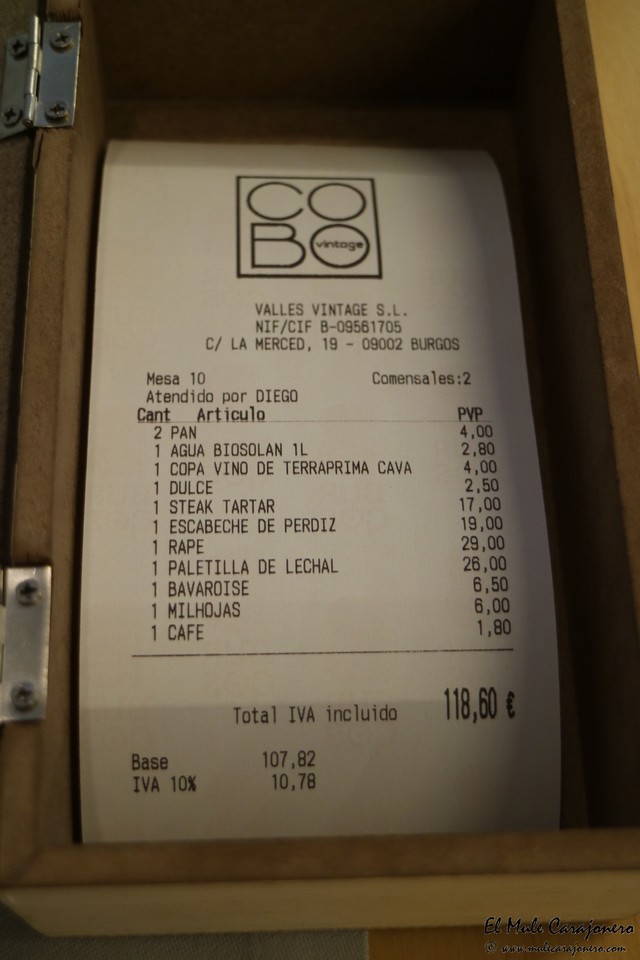 CO
BO vintage
VALLES VINTAGE S.L.
NIF/CIF B-09561705
C/ LA MERCED, 19 - 09002 BURGOS
Mesa 10 Comensales:2
Atendido por DIEGO
Cant Articulo PVP
2 PAN 4,00
1 AGUA BIOSOLAN 1L 2,80
1 COPA VINO DE TERRAPRIMA CAVA 4,00
1 DULCE 2,50
1 STEAK TARTAR 17,00
1 ESCABECHE DE PERDIZ 19,00
1 RAPE 29,00
1 PALETILLA DE LECHAL 26,00
1 BAVAROISE 6,50
1 MILHOJAS 6,00
1 CAFE 1,80
Total IVA incluido 118,60 €
Base 107,82
IVA 10% 10,78
El Mule Carajonero
© www.mulecarajonero.com